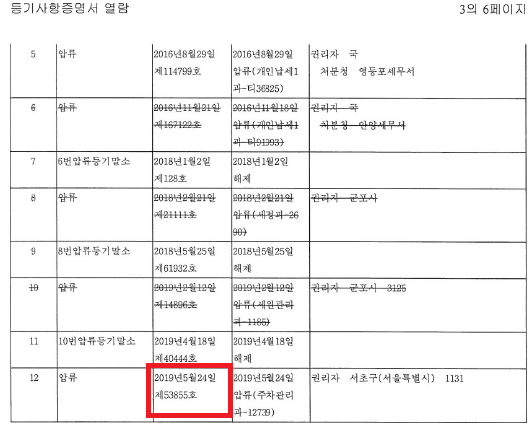 등기사항증명서 열람
3의 6페이지
5 압류 2016년8월29일 2016년8월29일 권리자 국
제114799호 압류(개인납세1 처분청 영등포세무서
과-티36825)
6 압류 2016년11월21일 2016년11월18일 권리자 국
제167122호 압류(개인납세1 처분청 안양세무서
과-티91993)
7 6번압류등기말소 2018년1월2일 2018년1월2일
제128호 해제
8 압류 2018년2월21일 2018년2월21일 권리자 군포시
제21111호 압류(세정과-26
90)
9 8번압류등기말소 2018년5월25일 2018년5월25일
제61932호 해제
10 압류 2019년2월12일 2019년2월12일 권리자 군포시 3125
제14896호 압류(세원관리
과-1185)
11 10번압류등기말소 2019년4월18일 2019년4월18일
제40444호 해제
12 압류 2019년5월24일 2019년5월24일 권리자 서초구(서울특별시) 1131
제53855호 압류(주차관리
과-12739)